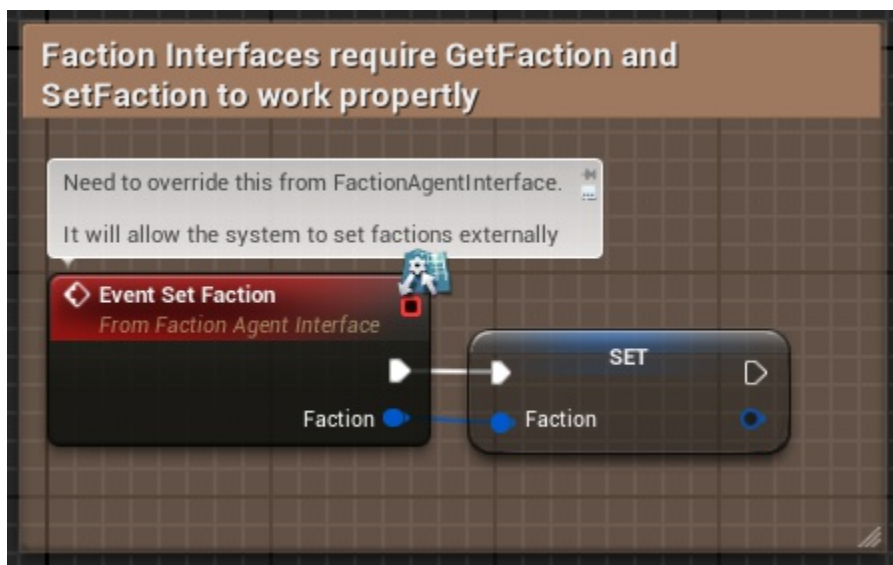 Faction Interfaces require GetFaction and
SetFaction to work propertly
Need to override this from FactionAgentInterface.
It will allow the system to set factions externally
Event Set Faction
From Faction Agent Interface
SET
Faction
Faction